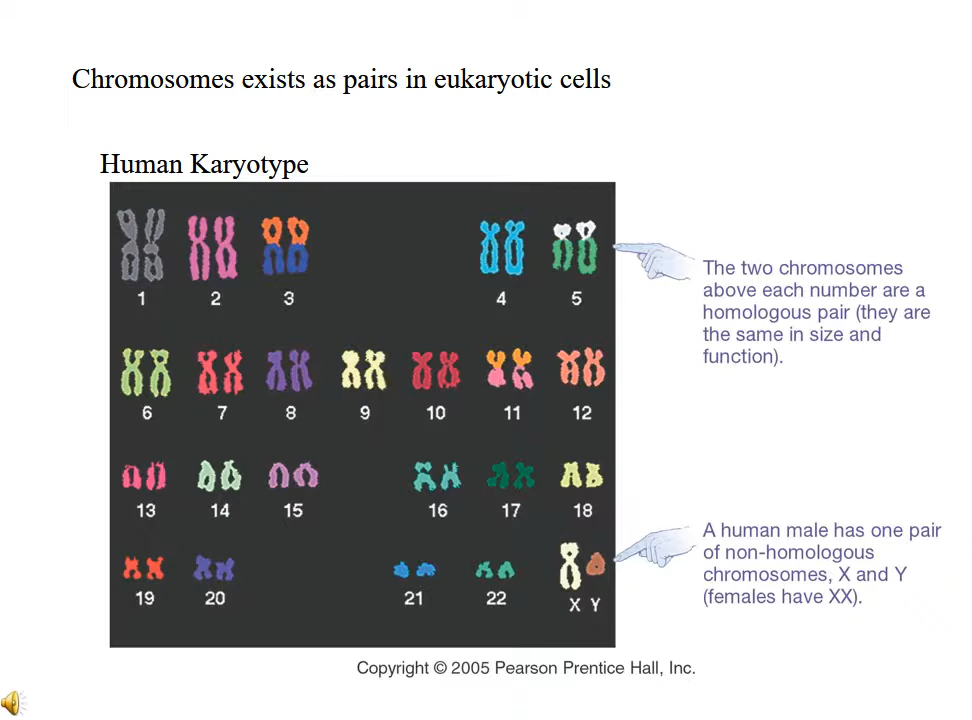 Chromosomes exists as pairs in eukaryotic cells
Human Karyotype
1 2 3 4 5
The two chromosomes
above each number are a
homologous pair (they are
the same in size and
function).
6 7 8 9 10 11 12
13 14 15 16 17 18
A human male has one pair
of non-homologous
chromosomes, X and Y
(females have XX).
19 20 21 22 X Y
Copyright © 2005 Pearson Prentice Hall, Inc.